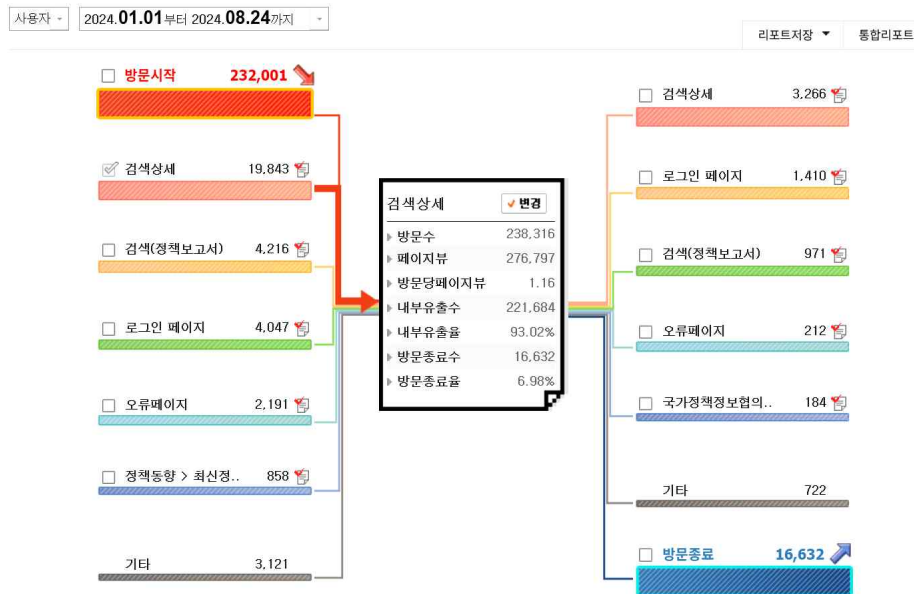 사용자
2024.01.01부터 2024.08.24까지
리포트저장 통합리포트
방문시작 232,001
검색상세 19,843
검색(정책보고서) 4,216
로그인 페이지 4,047
오류페이지 2,191
정책동향 > 최신정.. 858
기타 3,121
검색상세 변경
방문수 238,316
페이지뷰 276,797
방문당페이지뷰 1.16
내부유출수 221,684
내부유출율 93.02%
방문종료수 16,632
방문종료율 6.98%
검색상세 3,266
로그인 페이지 1,410
검색(정책보고서) 971
오류페이지 212
국가정책정보협의.. 184
기타 722
방문종료 16,632